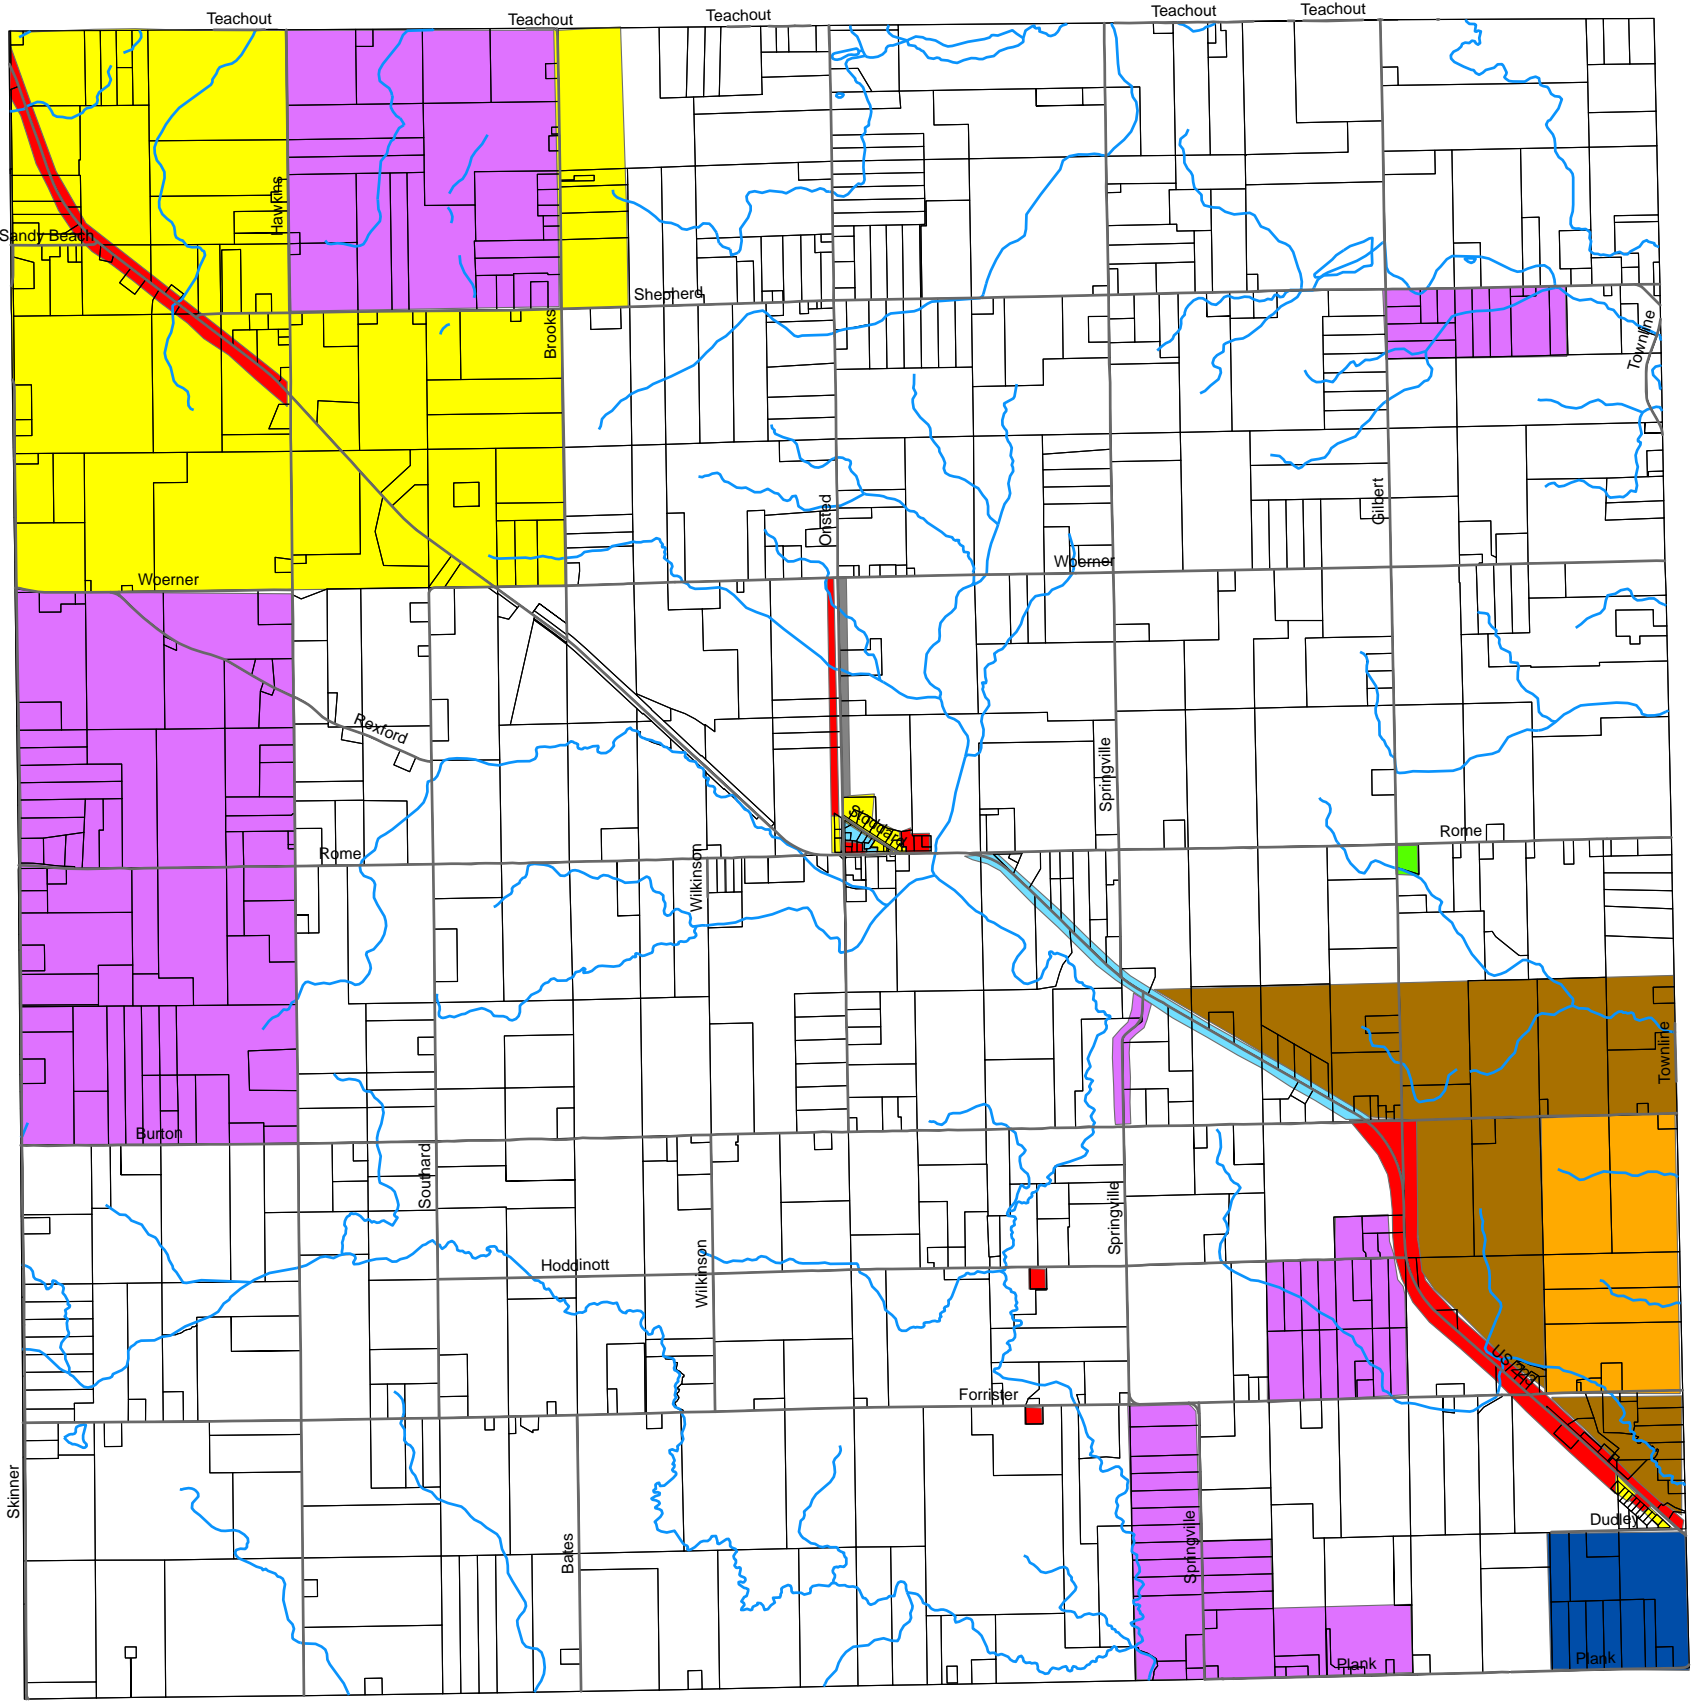 Teachout
Teachout
Teachout
Teachout
Teachout
Hawkins
Sandy Beach
Shepherd
Brooks
Townline
Onsted
Gilbert
Woerner
Woerner
Rexford
Springville
Stoddard
Rome
Rome
Wilkinson
Townline
Burton
Southard
Springville
Hoddinott
Wilkinson
Forrister
Skinner
Dudley
Bates
Springville
Plank
Plank